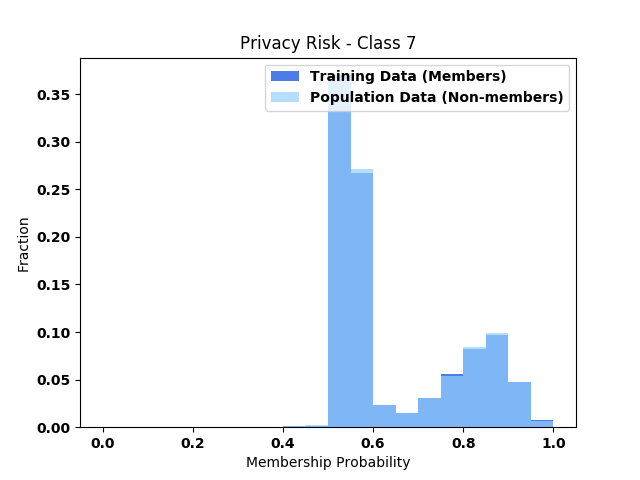 Privacy Risk - Class 7
Training Data (Members)
Population Data (Non-members)
Fraction
0.35
0.30
0.25
0.20
0.15
0.10
0.05
0.00
0.0 0.2 0.4 0.6 0.8 1.0
Membership Probability